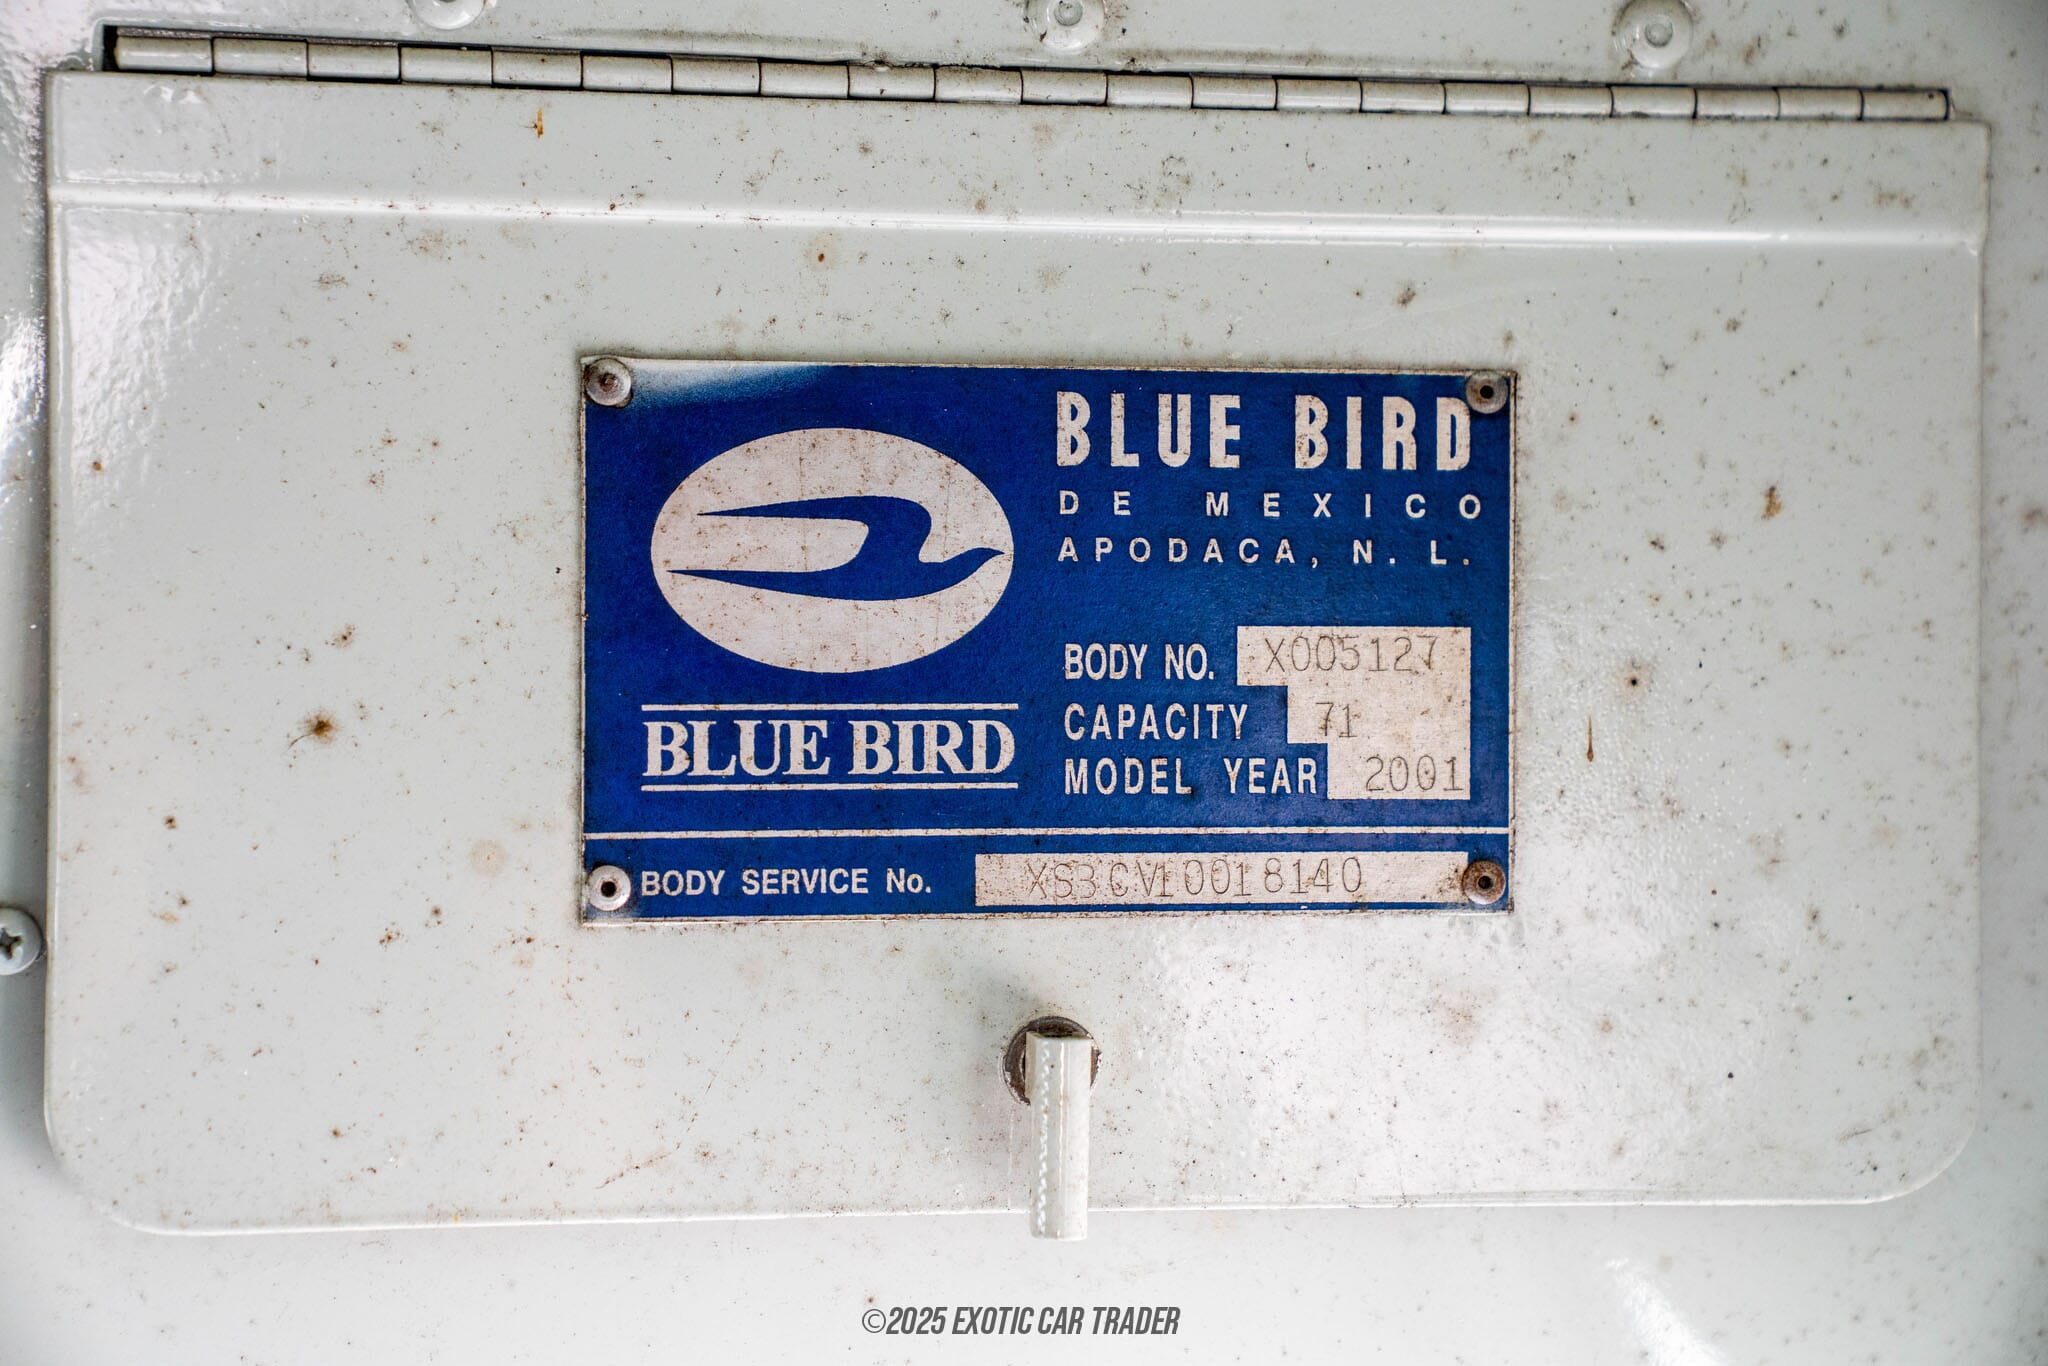 BLUE BIRD
DE MEXICO
APODACA, N. L.
BLUE BIRD
BODY NO. X005127
CAPACITY 71
MODEL YEAR 2001
BODY SERVICE No. XS3CV10018140
©2025 EXOTIC CAR TRADER